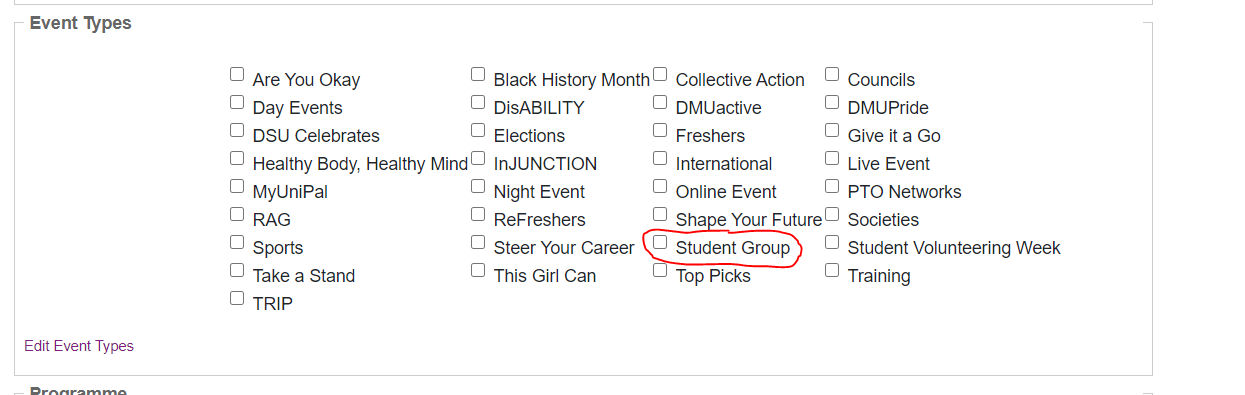 Event Types
Are You Okay Black History Month Collective Action Councils
Day Events DisABILITY DMUactive DMUPride
DSU Celebrates Elections Freshers Give it a Go
Healthy Body, Healthy Mind InJUNCTION International Live Event
MyUniPal Night Event Online Event PTO Networks
RAG ReFreshers Shape Your Future Societies
Sports Steer Your Career Student Group Student Volunteering Week
Take a Stand This Girl Can Top Picks Training
TRIP
Edit Event Types
Programme